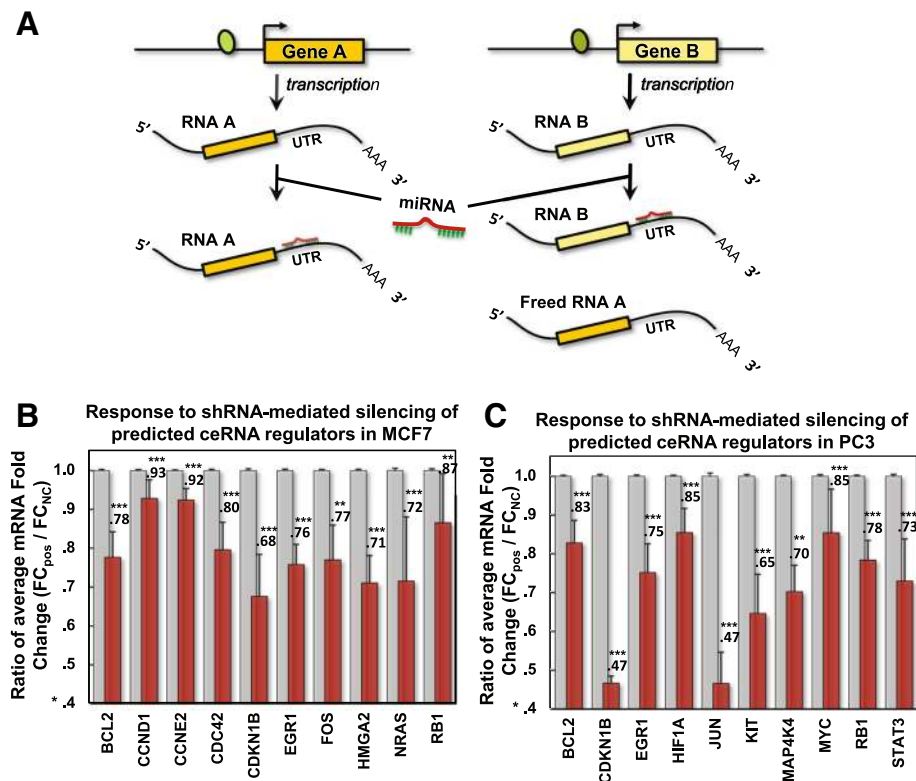 A
Gene A
Gene B
transcription
transcription
5' RNA A UTR AAA 3'
5' RNA B UTR AAA 3'
miRNA
5' RNA A UTR AAA 3'
5' RNA B UTR AAA 3'
Freed RNA A
5' UTR AAA 3'
B
Response to shRNA-mediated silencing of
predicted ceRNA regulators in MCF7
Ratio of average mRNA Fold
Change (FCpos / FCNC)
1.0
.9
.8
.7
.6
.5
* .4
*** .78
*** .93
*** .92
*** .80
*** .68
*** .76
** .77
*** .71
*** .72
** .87
BCL2
CCND1
CCNE2
CDC42
CDKN1B
EGR1
FOS
HMGA2
NRAS
RB1
C
Response to shRNA-mediated silencing of
predicted ceRNA regulators in PC3
Ratio of average mRNA Fold
Change (FCpos / FCNC)
1.0
.9
.8
.7
.6
.5
* .4
*** .83
*** .47
*** .75
*** .85
*** .47
*** .65
** .70
*** .85
*** .78
*** .73
BCL2
CDKN1B
EGR1
HIF1A
JUN
KIT
MAP4K4
MYC
RB1
STAT3